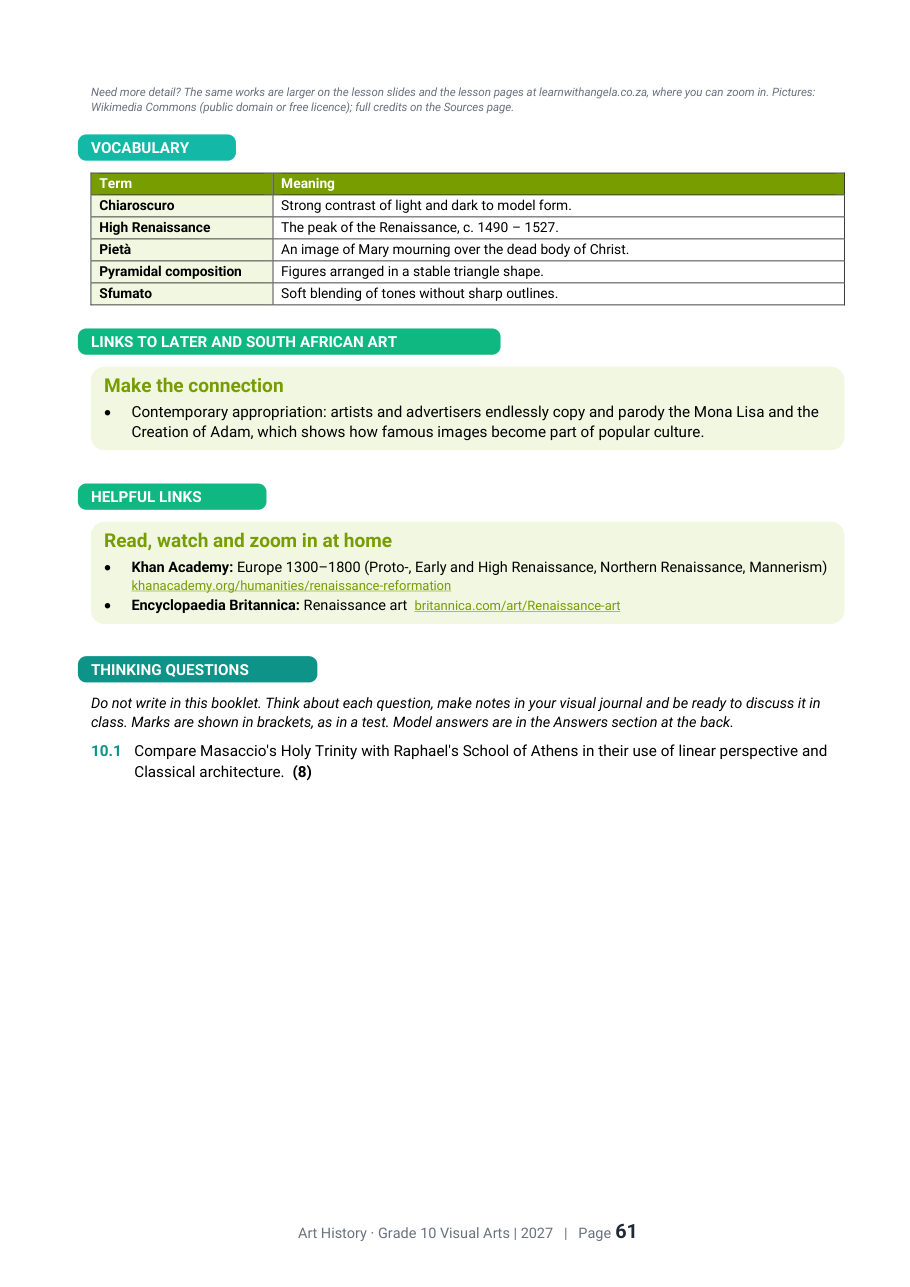 Need more detail? The same works are larger on the lesson slides and the lesson pages at learnwithangela.co.za, where you can zoom in. Pictures:
Wikimedia Commons (public domain or free licence); full credits on the Sources page.
VOCABULARY
Term Meaning
Chiaroscuro Strong contrast of light and dark to model form.
High Renaissance The peak of the Renaissance, c. 1490 – 1527.
Pietà An image of Mary mourning over the dead body of Christ.
Pyramidal composition Figures arranged in a stable triangle shape.
Sfumato Soft blending of tones without sharp outlines.
LINKS TO LATER AND SOUTH AFRICAN ART
Make the connection
• Contemporary appropriation: artists and advertisers endlessly copy and parody the Mona Lisa and the
Creation of Adam, which shows how famous images become part of popular culture.
HELPFUL LINKS
Read, watch and zoom in at home
• Khan Academy: Europe 1300–1800 (Proto-, Early and High Renaissance, Northern Renaissance, Mannerism)
khanacademy.org/humanities/renaissance-reformation
• Encyclopaedia Britannica: Renaissance art britannica.com/art/Renaissance-art
THINKING QUESTIONS
Do not write in this booklet. Think about each question, make notes in your visual journal and be ready to discuss it in
class. Marks are shown in brackets, as in a test. Model answers are in the Answers section at the back.
10.1 Compare Masaccio's Holy Trinity with Raphael's School of Athens in their use of linear perspective and
Classical architecture. (8)
Art History · Grade 10 Visual Arts | 2027 | Page 61